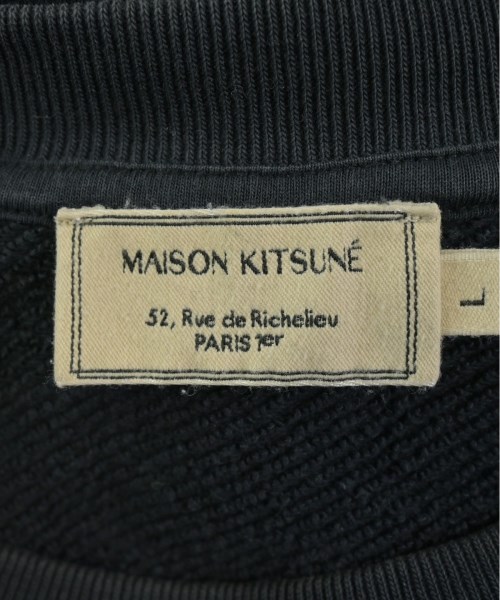 MAISON KITSUNÉ
52, Rue de Richelieu
PARIS 1er
L